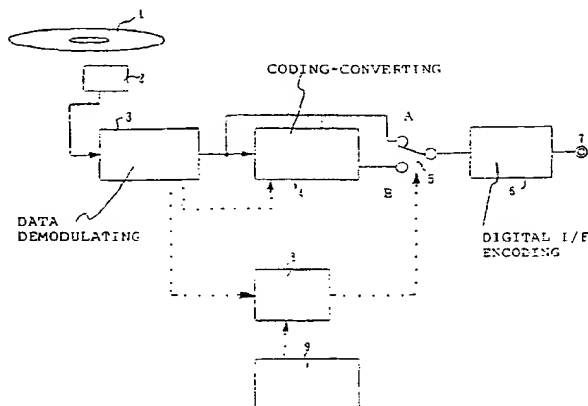 1
2
CODING-CONVERTING
3
A
7
4
B
5
6
DATA
DEMODULATING
DIGITAL I/F
ENCODING
8
9